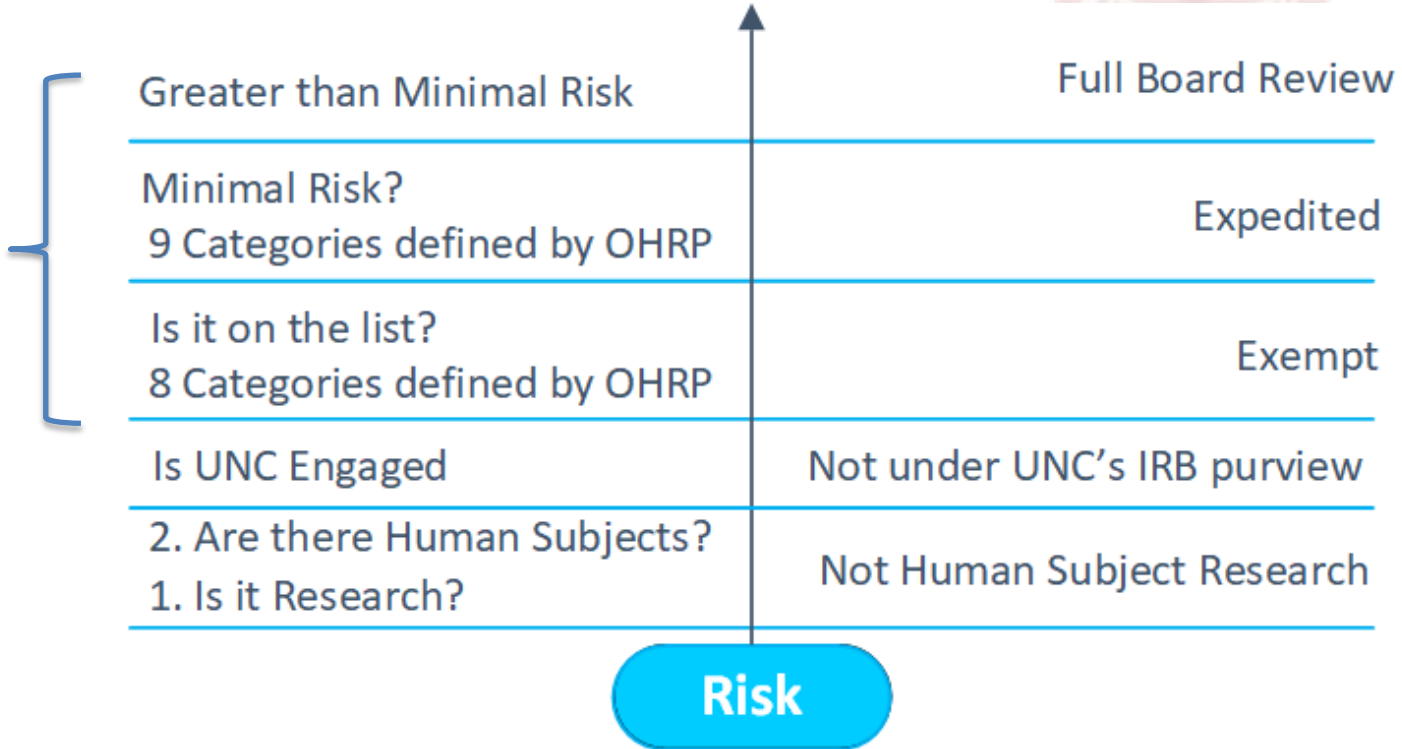 Greater than Minimal Risk
Full Board Review
Minimal Risk?
9 Categories defined by OHRP
Expedited
Is it on the list?
8 Categories defined by OHRP
Exempt
Is UNC Engaged
Not under UNC’s IRB purview
2. Are there Human Subjects?
1. Is it Research?
Not Human Subject Research
Risk